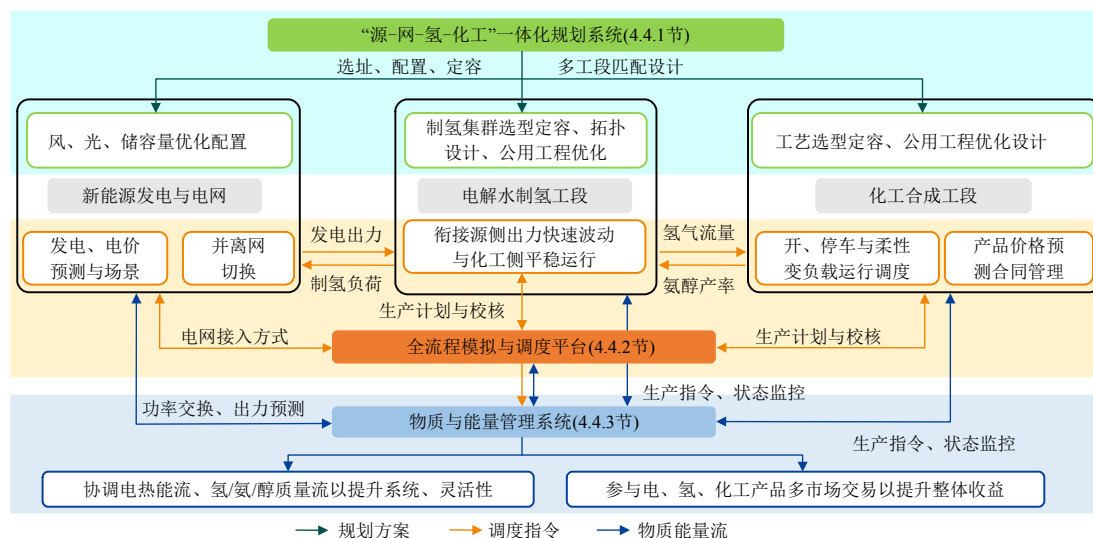 “源-网-氢-化工”一体化规划系统(4.4.1节)
选址、配置、定容
多工段匹配设计
风、光、储容量优化配置
制氢集群选型定容、拓扑
设计、公用工程优化
工艺选型定容、公用工程优化设计
新能源发电与电网
电解水制氢工段
化工合成工段
发电、电价
预测与场景
并离网
切换
发电出力
制氢负荷
衔接源侧出力快速波动
与化工侧平稳运行
氢气流量
氨醇产率
开、停车与柔性
变负载运行调度
产品价格预
测合同管理
生产计划与校核
电网接入方式
全流程模拟与调度平台(4.4.2节)
生产计划与校核
生产指令、状态监控
功率交换、出力预测
物质与能量管理系统(4.4.3节)
生产指令、状态监控
协调电热能流、氢/氨/醇质量流以提升系统、灵活性
参与电、氢、化工产品多市场交易以提升整体收益
规划方案
调度指令
物质能量流